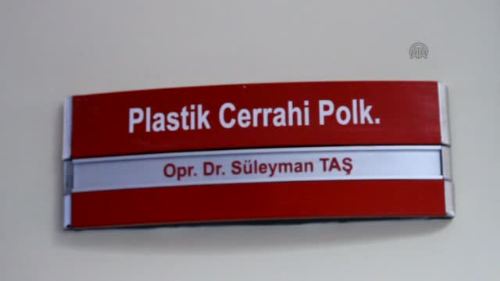 Plastik Cerrahi Polk.
Opr. Dr. Süleyman TAŞ